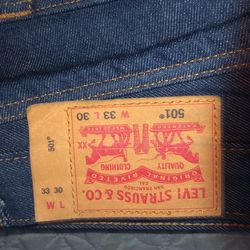 LEVI STRAUSS & CO.
SAN FRANCISCO
CAL
ORIGINAL RIVETED
QUALITY
CLOTHING
XX
501® W 33 L 30
501®
33 30
W L